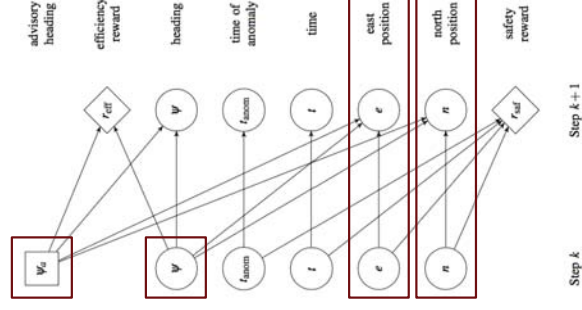 advisory
heading
efficiency
reward
heading
time of
anomaly
time
east
position
north
position
safety
reward
r_eff
ψ
t_anom
t
e
n
r_saf
Step k + 1
ψ_a
ψ
t_anom
t
e
n
Step k